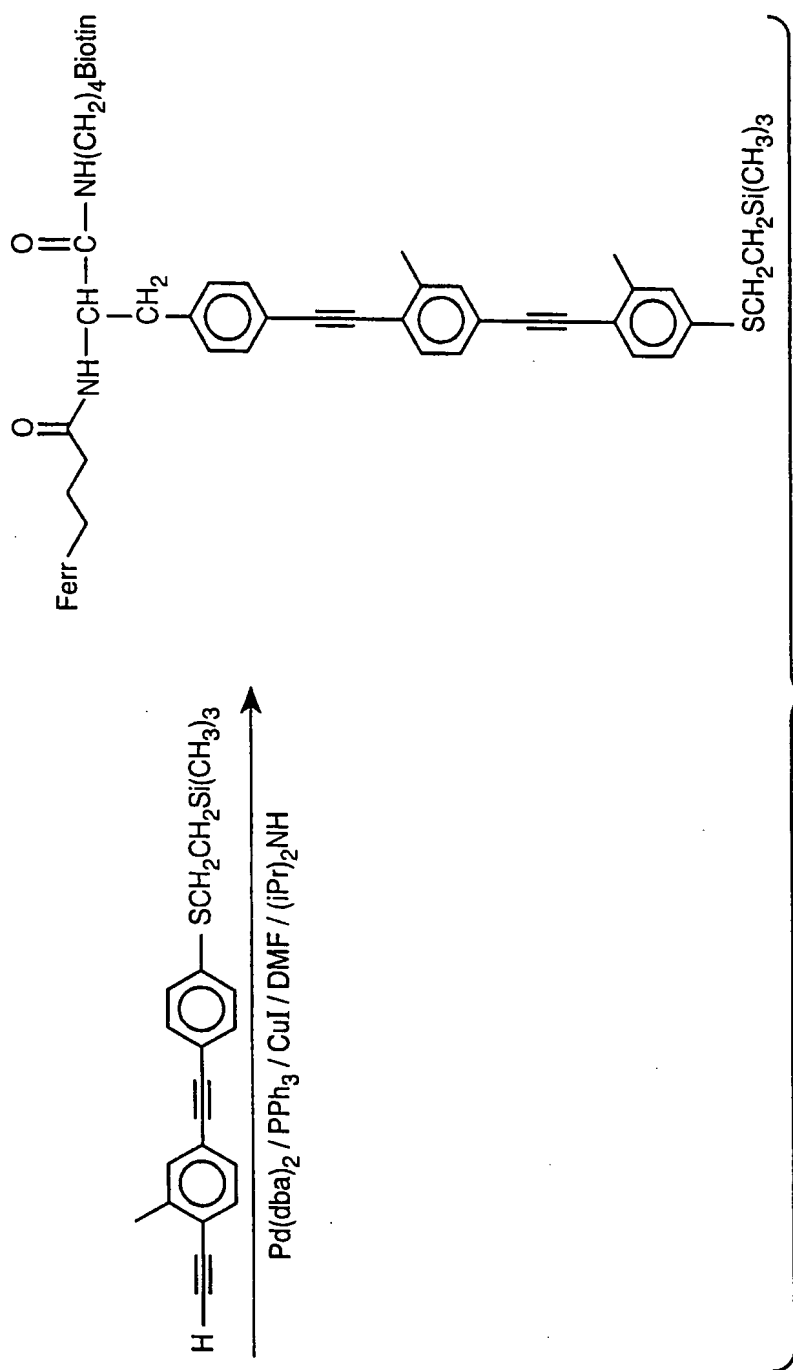 H
SCH2CH2Si(CH3)3
Pd(dba)2 / PPh3 / CuI / DMF / (iPr)2NH
O
O
NH
CH
C
NH(CH2)4Biotin
Ferr
CH2
SCH2CH2Si(CH3)3